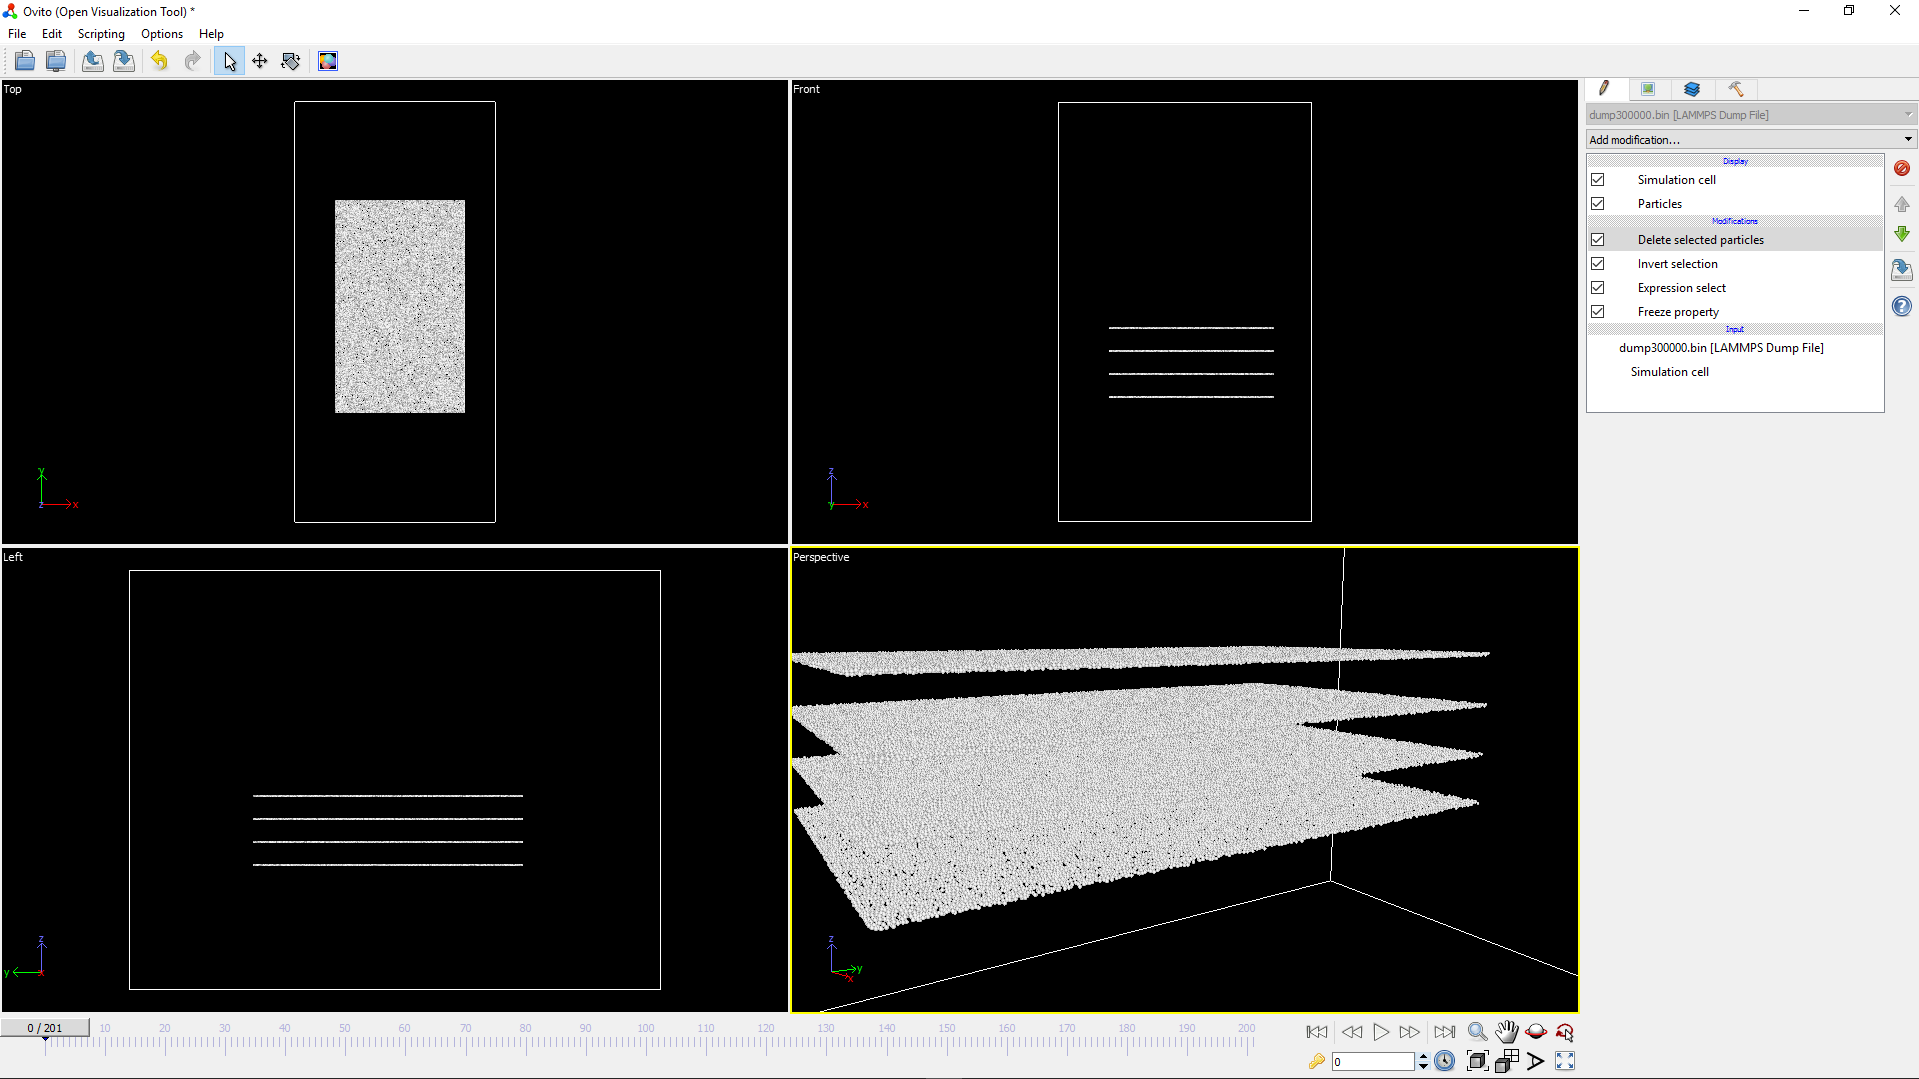 Ovito (Open Visualization Tool) *
File Edit Scripting Options Help
Top
y
z x
Front
z
y x
Left
z
y x
Perspective
z
y
x
dump300000.bin [LAMMPS Dump File]
Add modification...
Display
Simulation cell
Particles
Modifications
Delete selected particles
Invert selection
Expression select
Freeze property
Input
dump300000.bin [LAMMPS Dump File]
Simulation cell
0 / 201 10 20 30 40 50 60 70 80 90 100 110 120 130 140 150 160 170 180 190 200
0